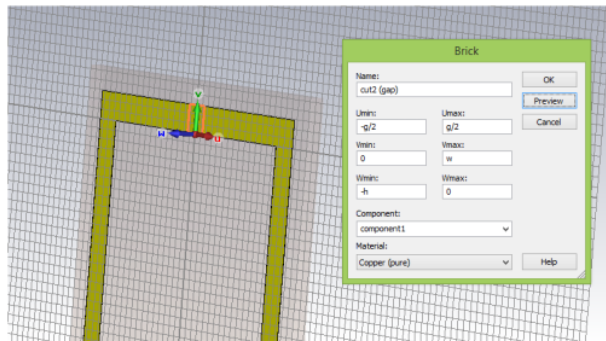 Brick
Name:
cut2 (gap)
OK
Preview
Umin:
Umax:
Cancel
-g/2
g/2
Vmin:
Vmax:
0
w
Wmin:
Wmax:
-h
0
Component:
component1
Material:
Copper (pure)
Help
v
w
u